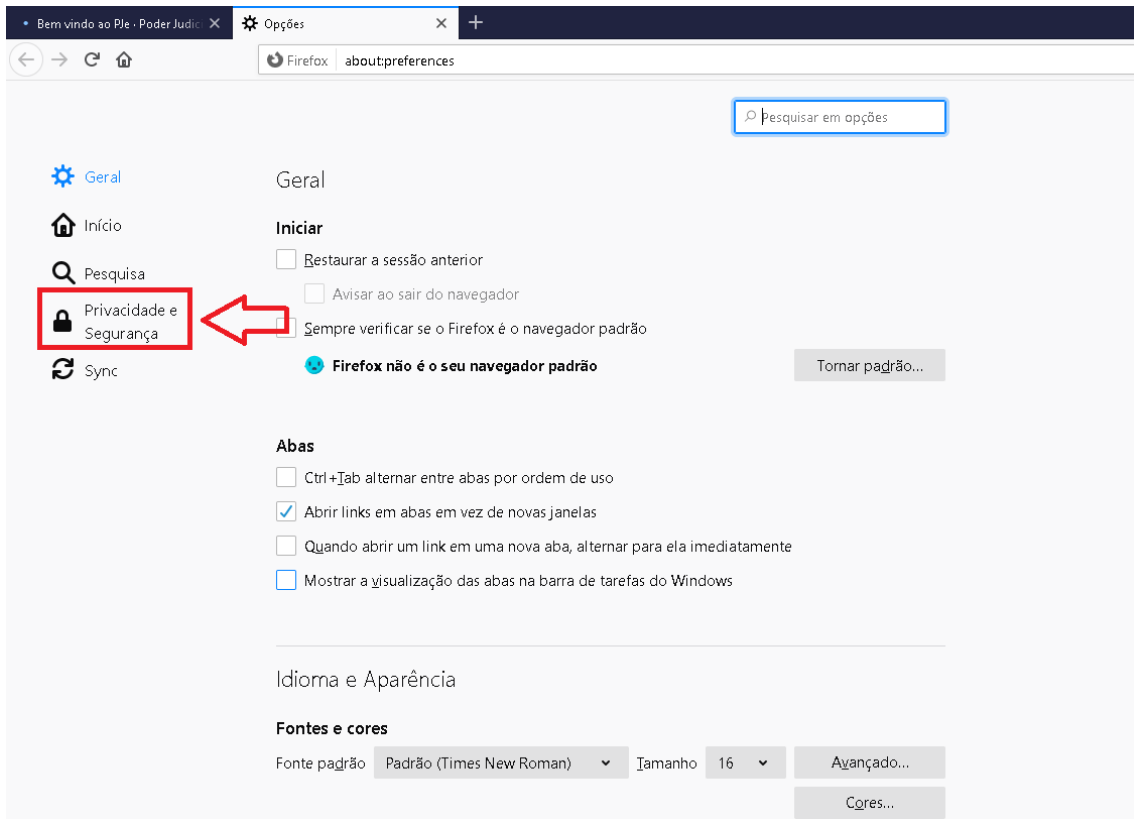 Bem vindo ao PJe · Poder Judici
Opções
Firefox about:preferences
Pesquisar em opções
Geral
Início
Pesquisa
Privacidade e
Segurança
Sync
Geral
Iniciar
Restaurar a sessão anterior
Avisar ao sair do navegador
Sempre verificar se o Firefox é o navegador padrão
Firefox não é o seu navegador padrão
Tornar padrão...
Abas
Ctrl+Tab alternar entre abas por ordem de uso
Abrir links em abas em vez de novas janelas
Quando abrir um link em uma nova aba, alternar para ela imediatamente
Mostrar a visualização das abas na barra de tarefas do Windows
Idioma e Aparência
Fontes e cores
Fonte padrão Padrão (Times New Roman) Tamanho 16 Avançado...
Cores...